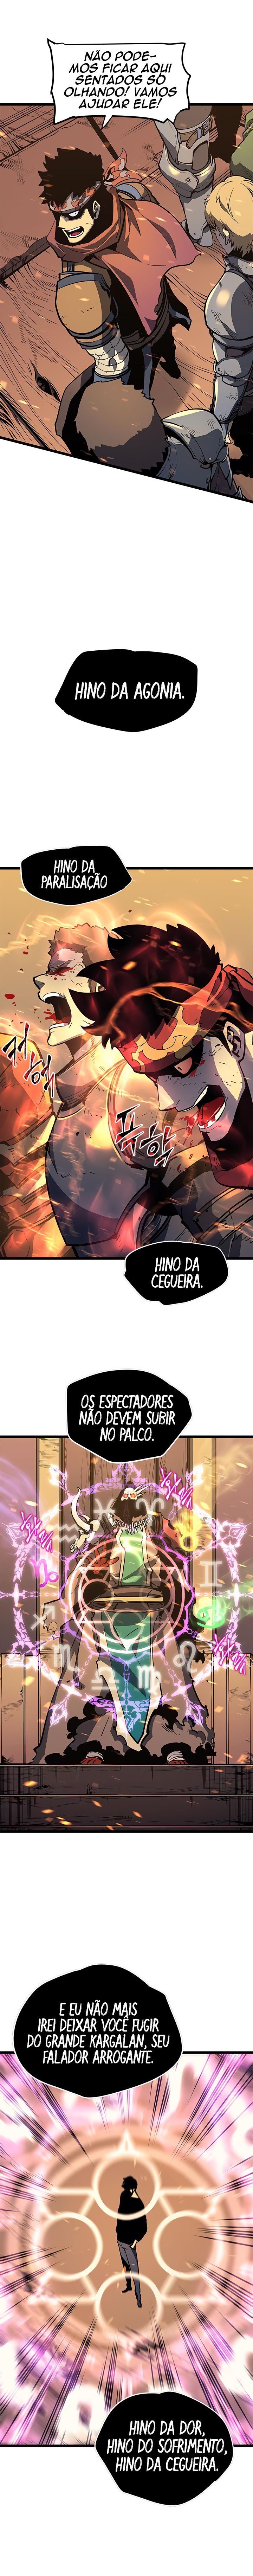 NÃO PODE-
MOS FICAR AQUI
SENTADOS SÓ
OLHANDO! VAMOS
AJUDAR ELE!
HINO DA AGONIA.
HINO DA
PARALISAÇÃO
커헉
푸학
HINO DA
CEGUEIRA.
OS ESPECTADORES
NÃO DEVEM SUBIR
NO PALCO.
E EU NÃO MAIS
IREI DEIXAR VOCÊ FUGIR
DO GRANDE KARGALAN, SEU
FALADOR ARROGANTE.
HINO DA DOR,
HINO DO SOFRIMENTO,
HINO DA CEGUEIRA.